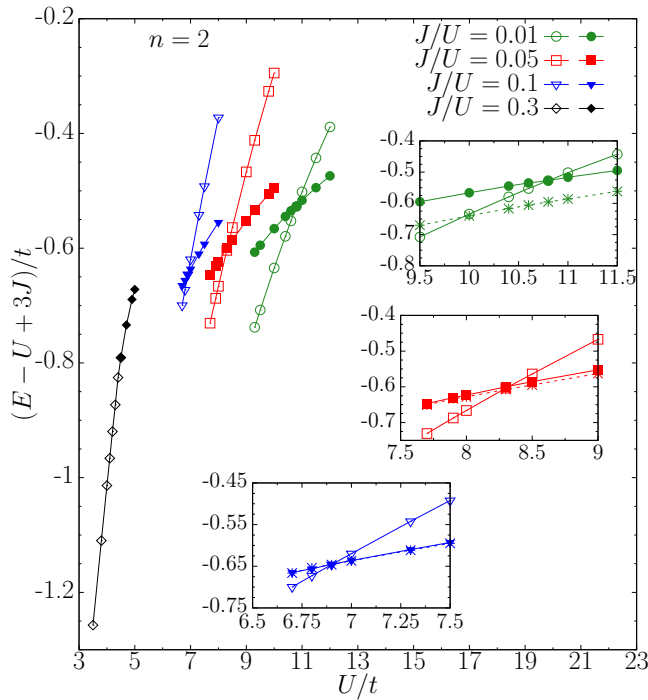 n = 2
J/U = 0.01
J/U = 0.05
J/U = 0.1
J/U = 0.3
(E − U + 3J)/t
-0.2
-0.4
-0.6
-0.8
-1
-1.2
3 5 7 9 11 13 15 17 19 21 23
U/t
-0.4
-0.5
-0.6
-0.7
-0.8
9.5 10 10.5 11 11.5
-0.4
-0.5
-0.6
-0.7
7.5 8 8.5 9
-0.45
-0.55
-0.65
-0.75
6.5 6.75 7 7.25 7.5